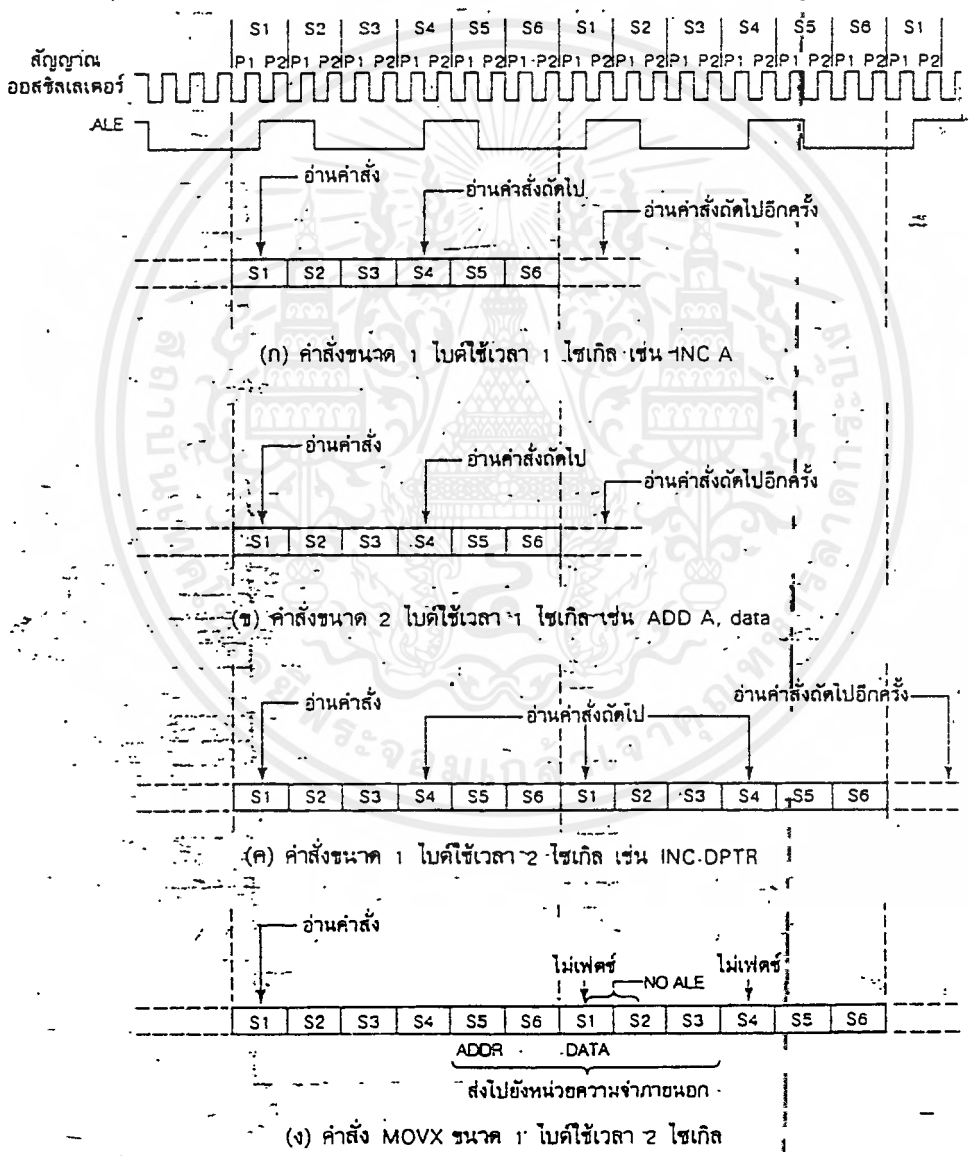 S1 S2 S3 S4 S5 S6 S1 S2 S3 S4 S5 S6 S1
สัญญาณ
ออสซิลเลเตอร์
P1 P2 P1 P2 P1 P2 P1 P2 P1 P2 P1 P2 P1 P2 P1 P2 P1 P2 P1 P2 P1 P2 P1 P2 P1 P2
ALE
อ่านคำสั่ง
อ่านคำสั่งถัดไป
อ่านคำสั่งถัดไปอีกครั้ง
S1 S2 S3 S4 S5 S6
(ก) คำสั่งขนาด 1 ไบต์ใช้เวลา 1 ไซเกิล เช่น INC A
อ่านคำสั่ง
อ่านคำสั่งถัดไป
อ่านคำสั่งถัดไปอีกครั้ง
S1 S2 S3 S4 S5 S6
(ข) คำสั่งขนาด 2 ไบต์ใช้เวลา 1 ไซเกิล เช่น ADD A, data
อ่านคำสั่ง
อ่านคำสั่งถัดไป
อ่านคำสั่งถัดไปอีกครั้ง
S1 S2 S3 S4 S5 S6 S1 S2 S3 S4 S5 S6
(ค) คำสั่งขนาด 1 ไบต์ใช้เวลา 2 ไซเกิล เช่น INC DPTR
อ่านคำสั่ง
ไม่เฟตช์
NO ALE
ไม่เฟตช์
S1 S2 S3 S4 S5 S6 S1 S2 S3 S4 S5 S6
ADDR DATA
ส่งไปยังหน่วยความจำภายนอก
(ง) คำสั่ง MOVX ขนาด 1 ไบต์ใช้เวลา 2 ไซเกิล